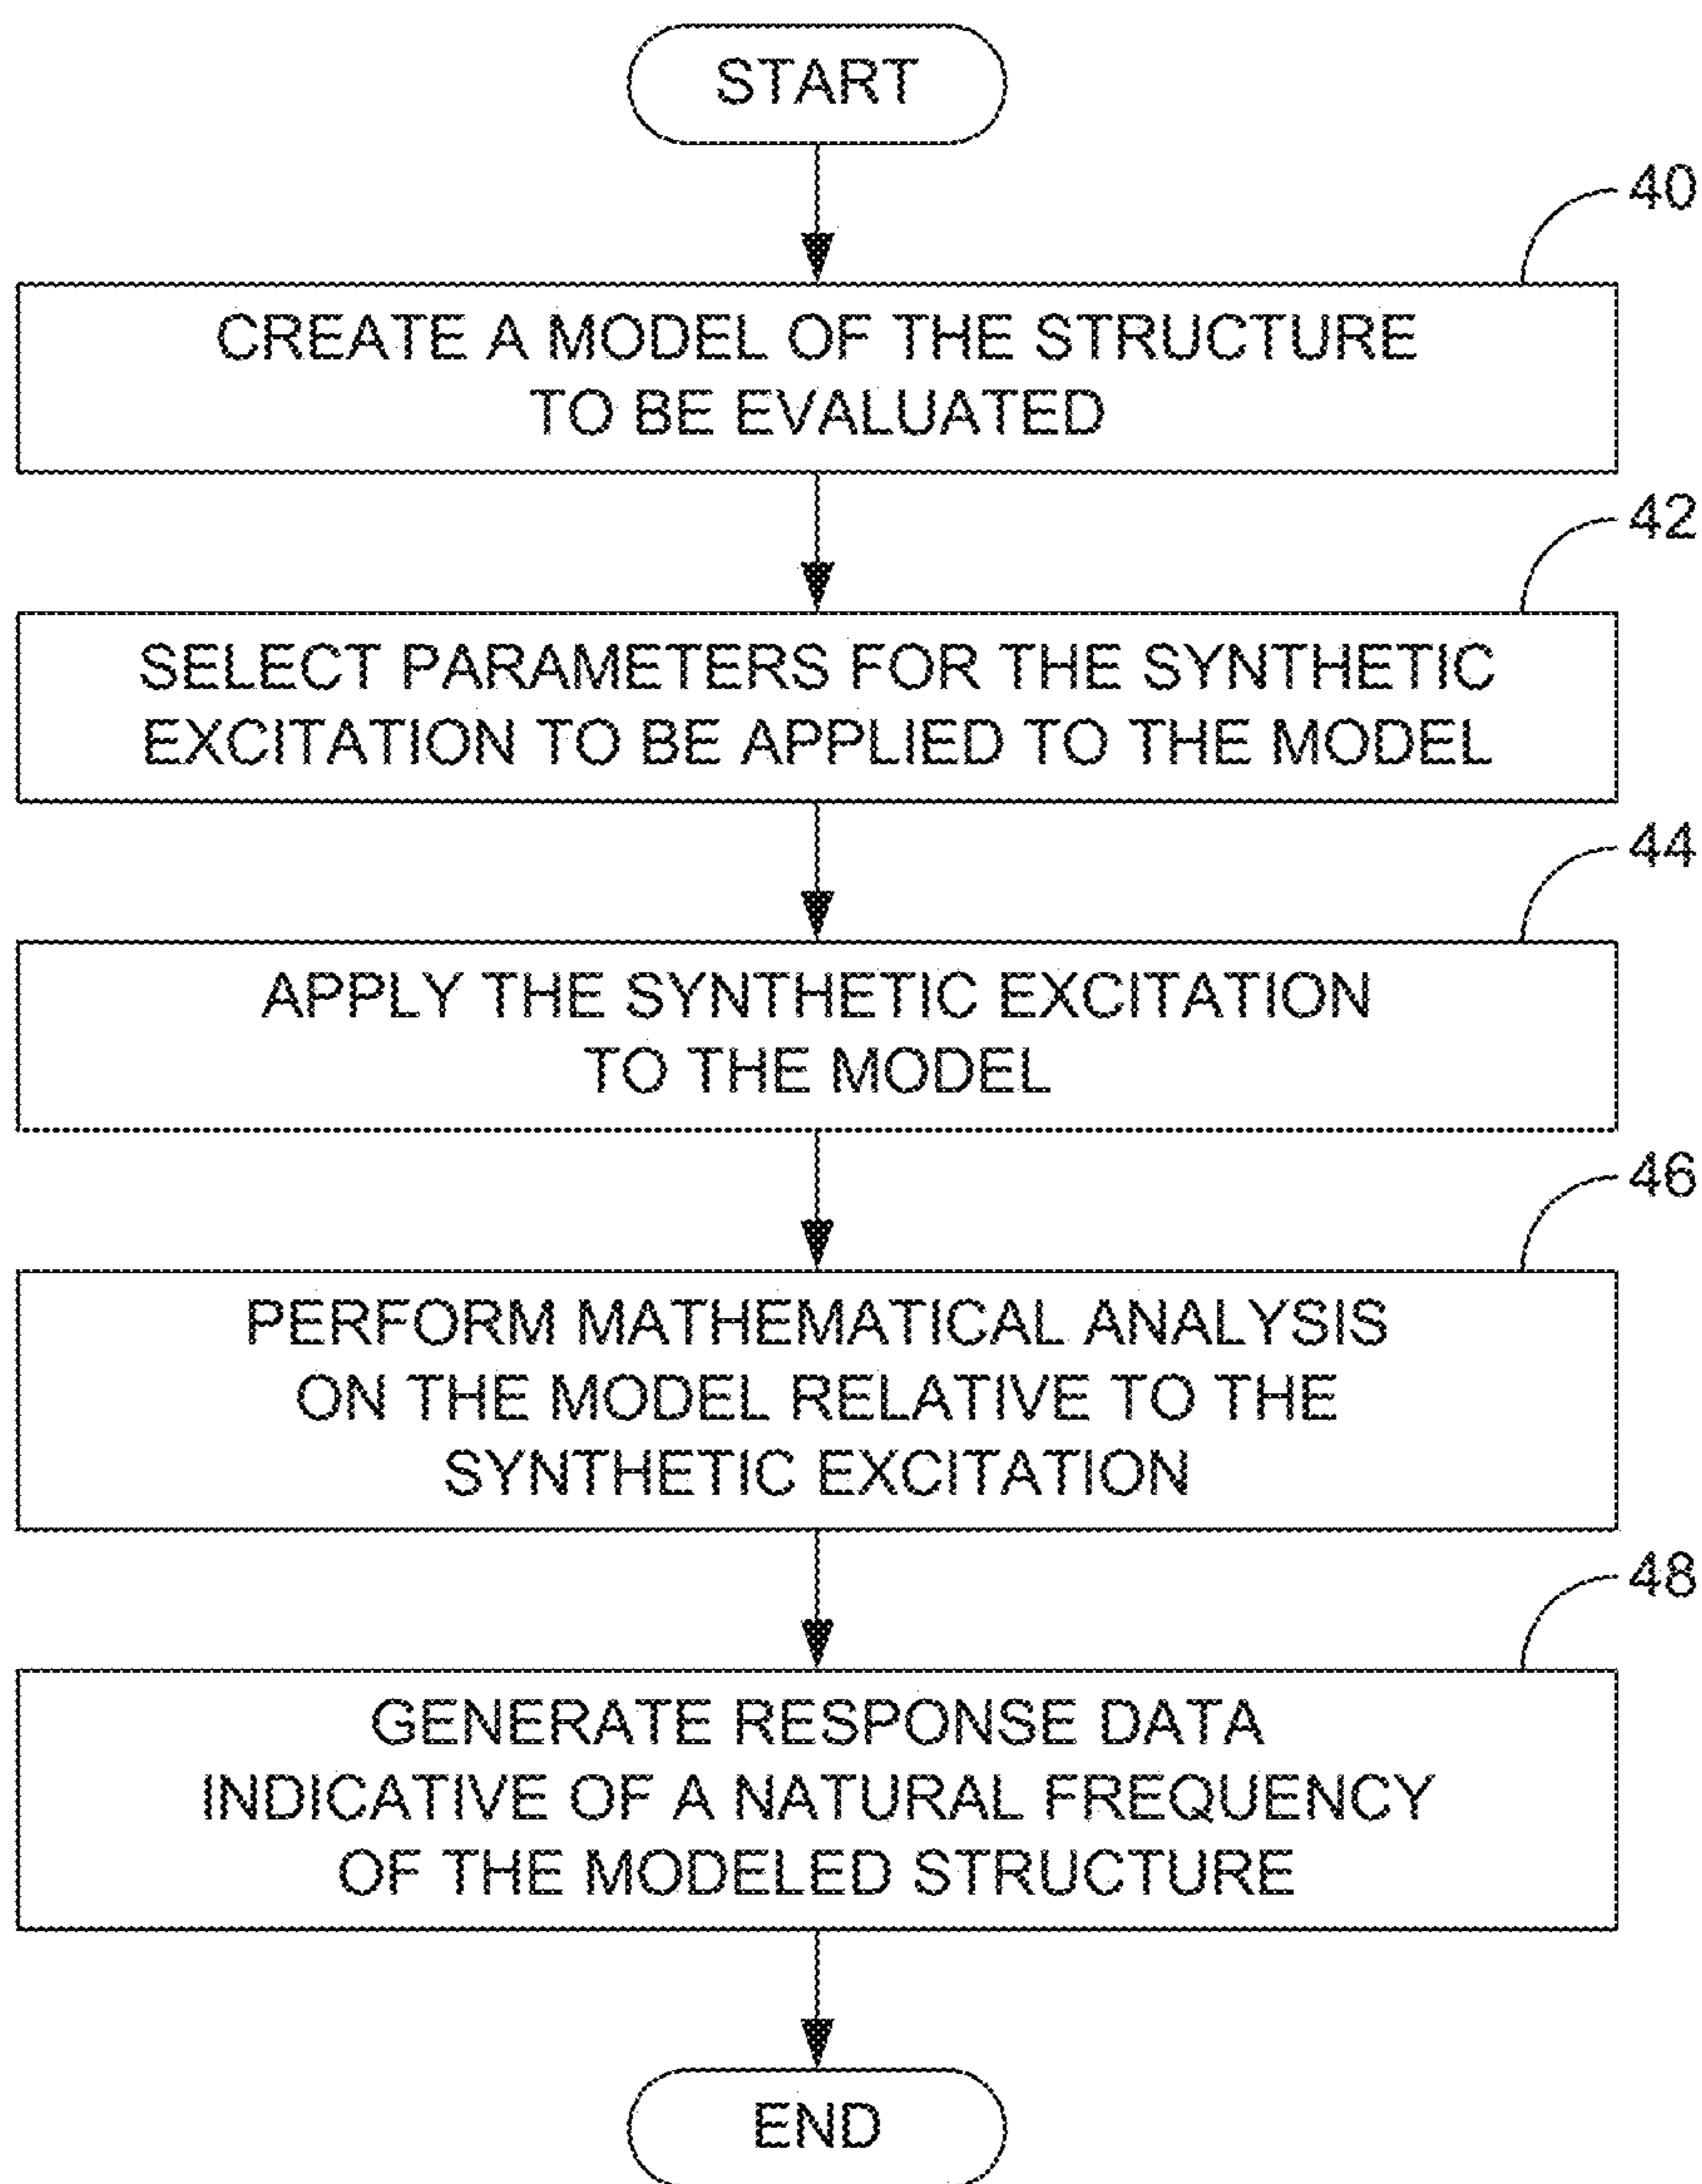 START
40
CREATE A MODEL OF THE STRUCTURE
TO BE EVALUATED
42
SELECT PARAMETERS FOR THE SYNTHETIC
EXCITATION TO BE APPLIED TO THE MODEL
44
APPLY THE SYNTHETIC EXCITATION
TO THE MODEL
46
PERFORM MATHEMATICAL ANALYSIS
ON THE MODEL RELATIVE TO THE
SYNTHETIC EXCITATION
48
GENERATE RESPONSE DATA
INDICATIVE OF A NATURAL FREQUENCY
OF THE MODELED STRUCTURE
END